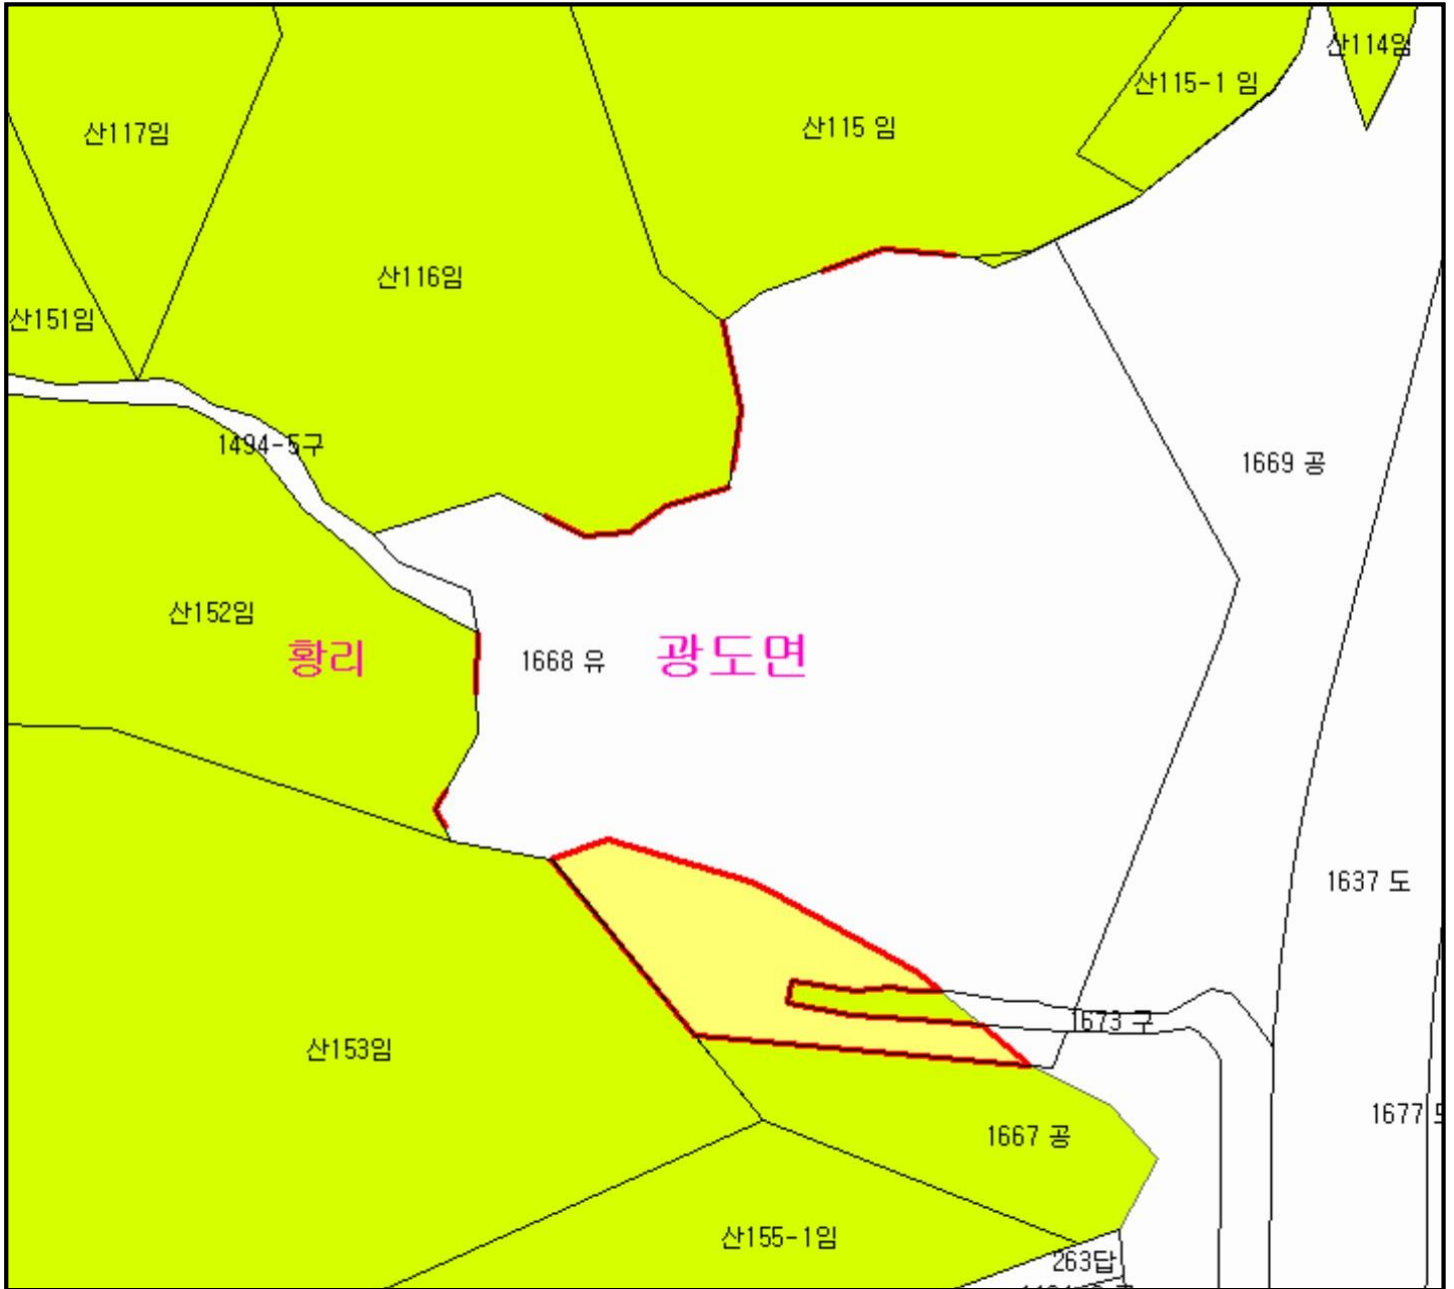 산114임
산115-1 임
산115 임
산117임
산116임
산151임
1494-5구
1669 공
산152임
황리
1668 유
광도면
1637 도
1673 구
산153임
1677
1667 공
산155-1임
263답